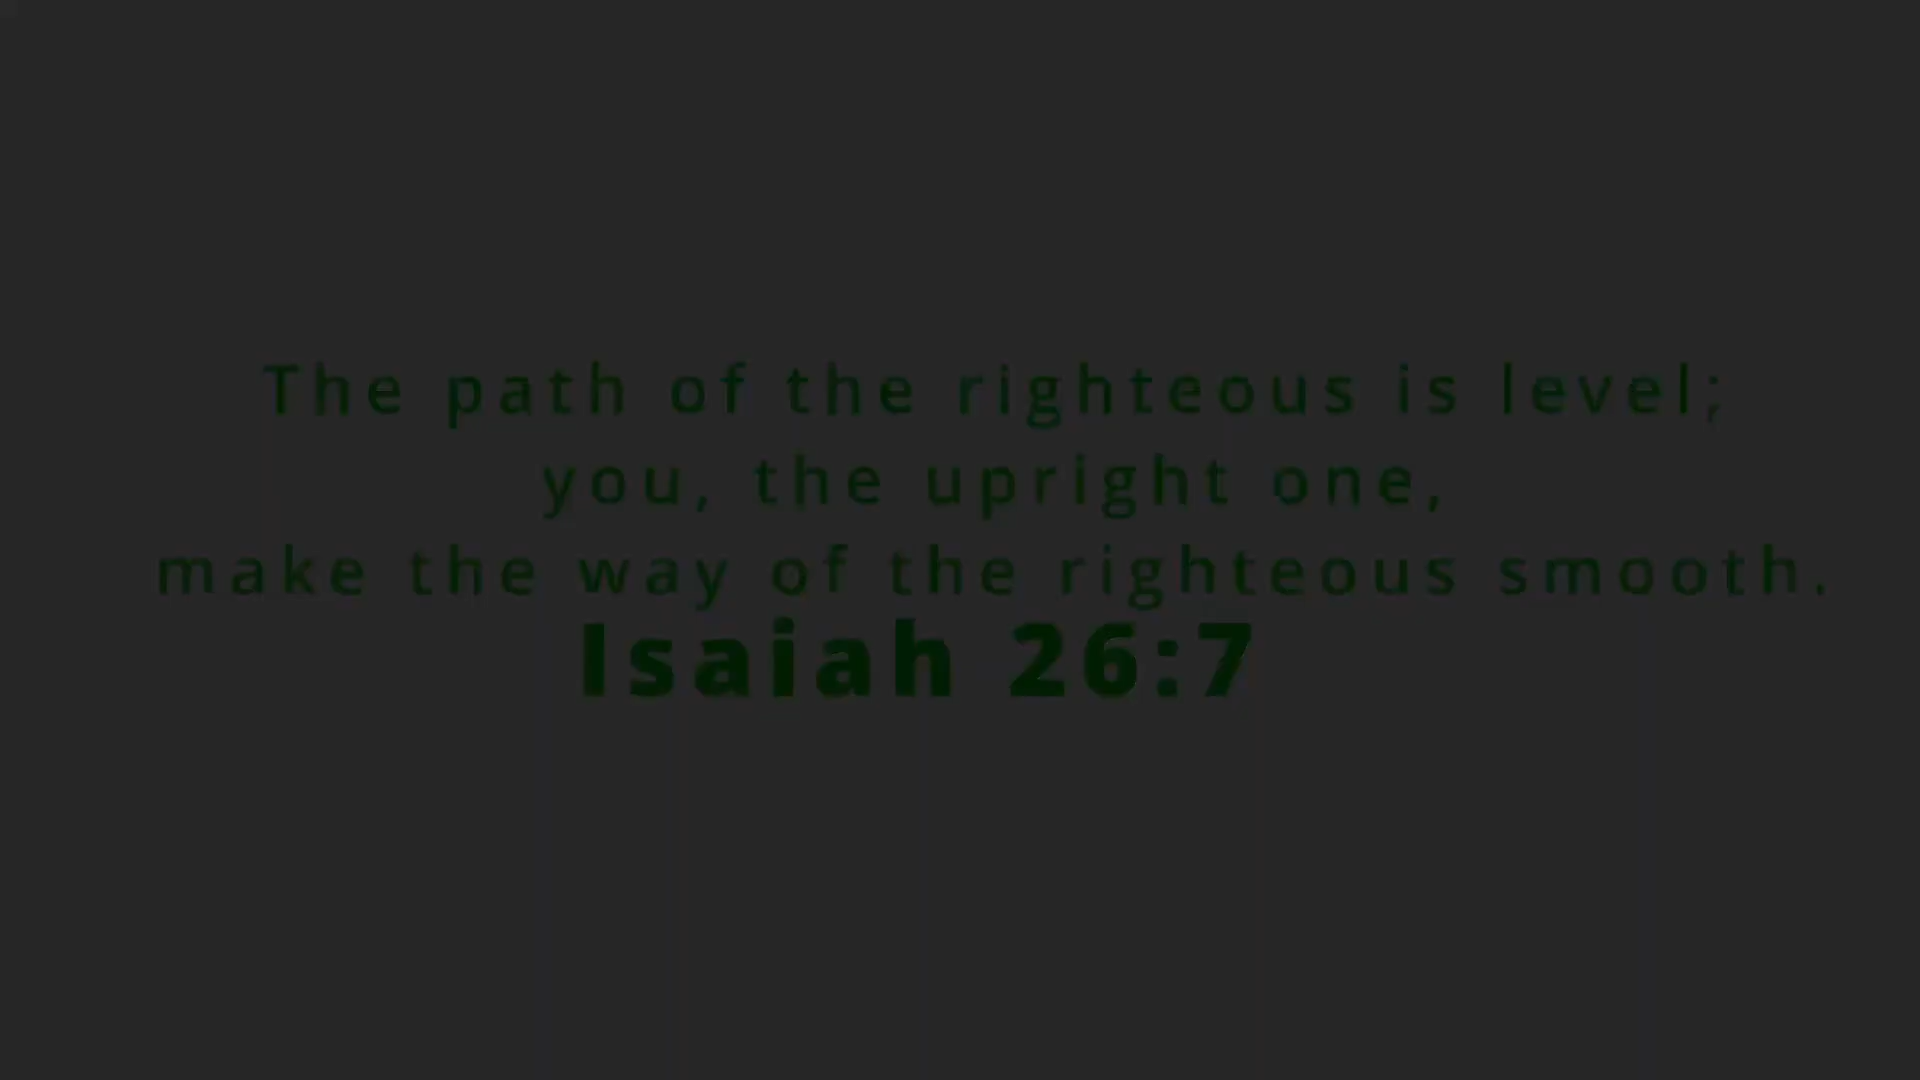 The path of the righteous is level;
you, the upright one,
make the way of the righteous smooth.
Isaiah 26:7